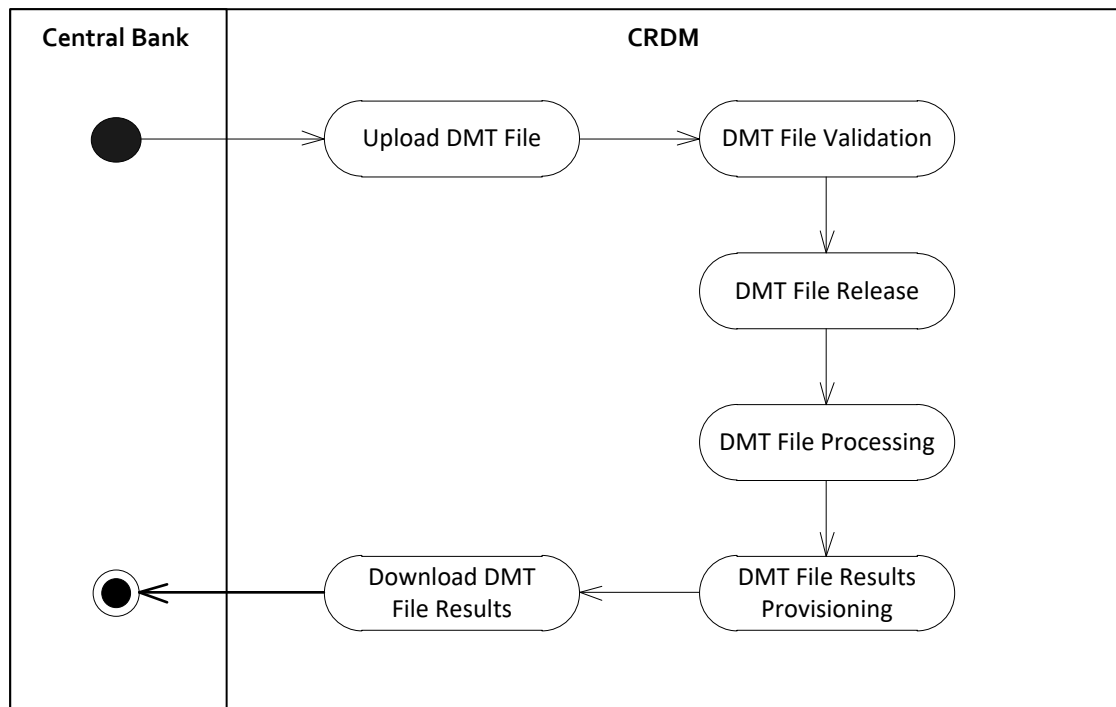 Central Bank
CRDM
Upload DMT File
DMT File Validation
DMT File Release
DMT File Processing
Download DMT
File Results
DMT File Results
Provisioning